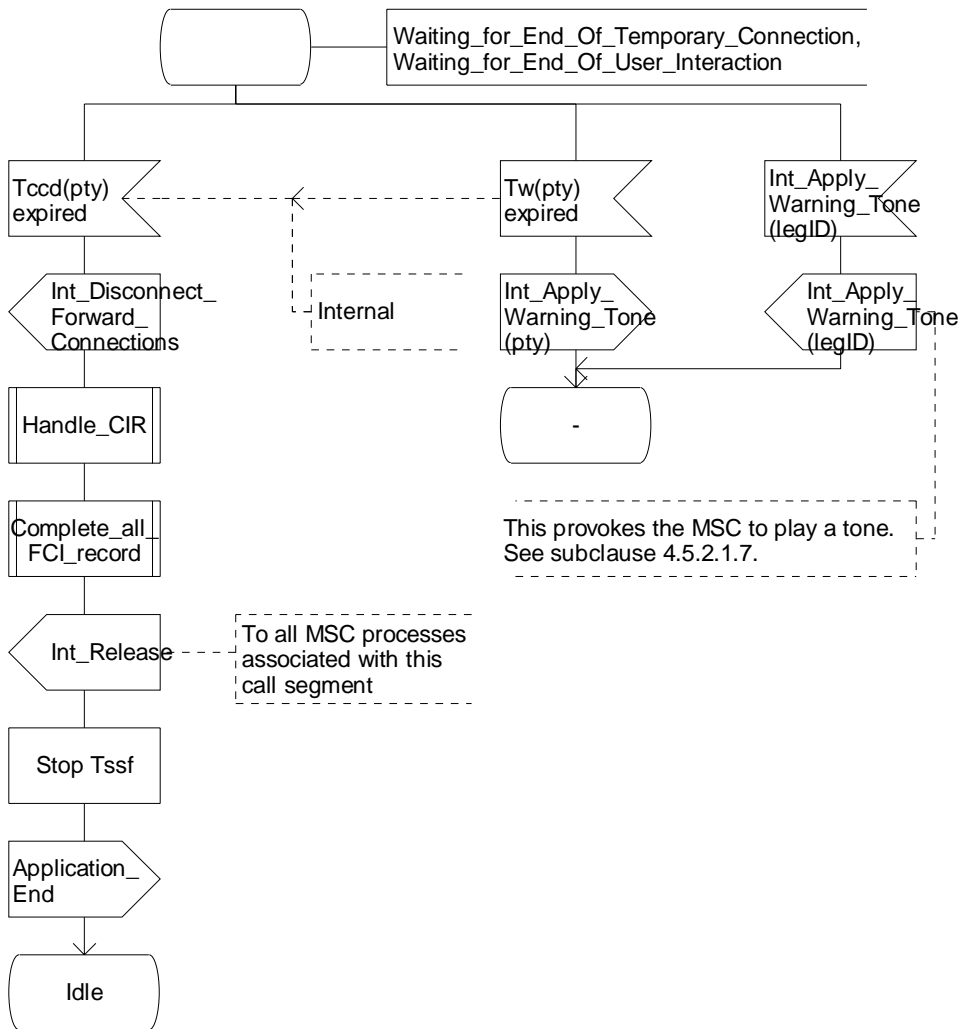 Waiting_for_End_Of_Temporary_Connection,
Waiting_for_End_Of_User_Interaction
Tccd(pty)
expired
Tw(pty)
expired
Int_Apply_
Warning_Tone
(legID)
Int_Disconnect_
Forward_
Connections
Internal
Int_Apply_
Warning_Tone
(pty)
Int_Apply_
Warning_Tone
(legID)
Handle_CIR
-
Complete_all_
FCI_record
This provokes the MSC to play a tone.
See subclause 4.5.2.1.7.
Int_Release
To all MSC processes
associated with this
call segment
Stop Tssf
Application_
End
Idle